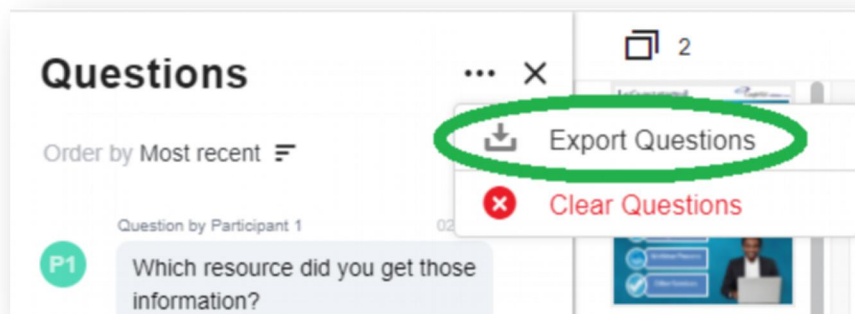 Questions
2
Export Questions
Order by Most recent
Clear Questions
Question by Participant 1
02
P1
Which resource did you get those
information?